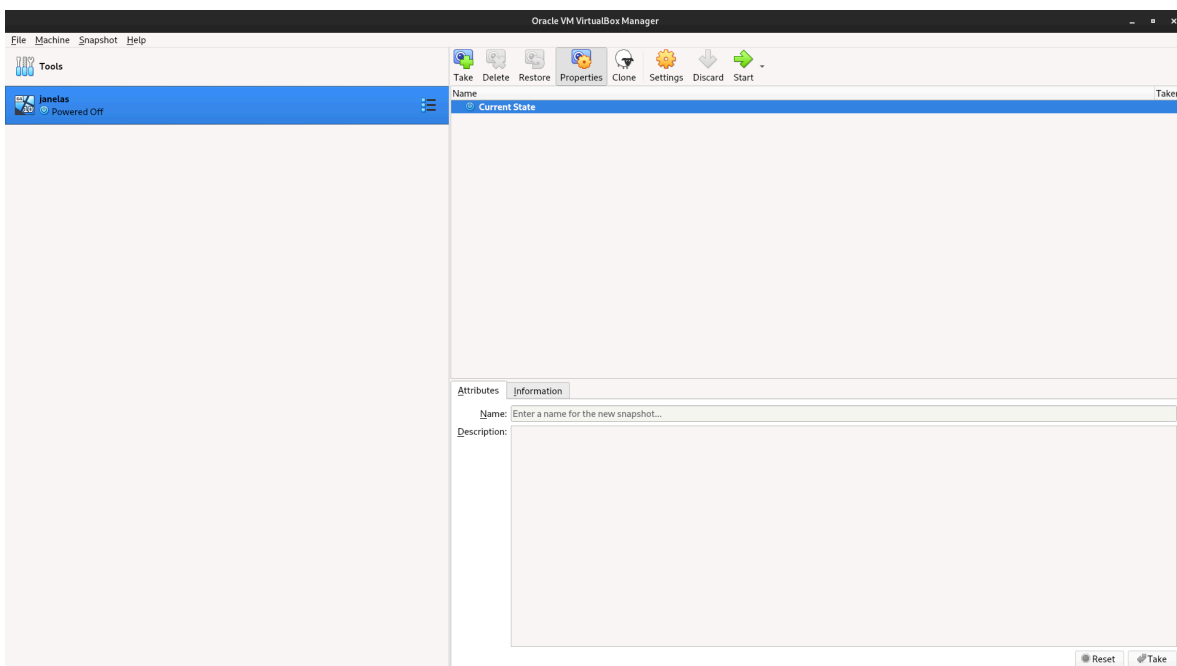 Oracle VM VirtualBox Manager
File Machine Snapshot Help
Tools
Take Delete Restore Properties Clone Settings Discard Start
janelas
Powered Off
Name Taken
Current State
Attributes Information
Name: Enter a name for the new snapshot...
Description:
Reset Take